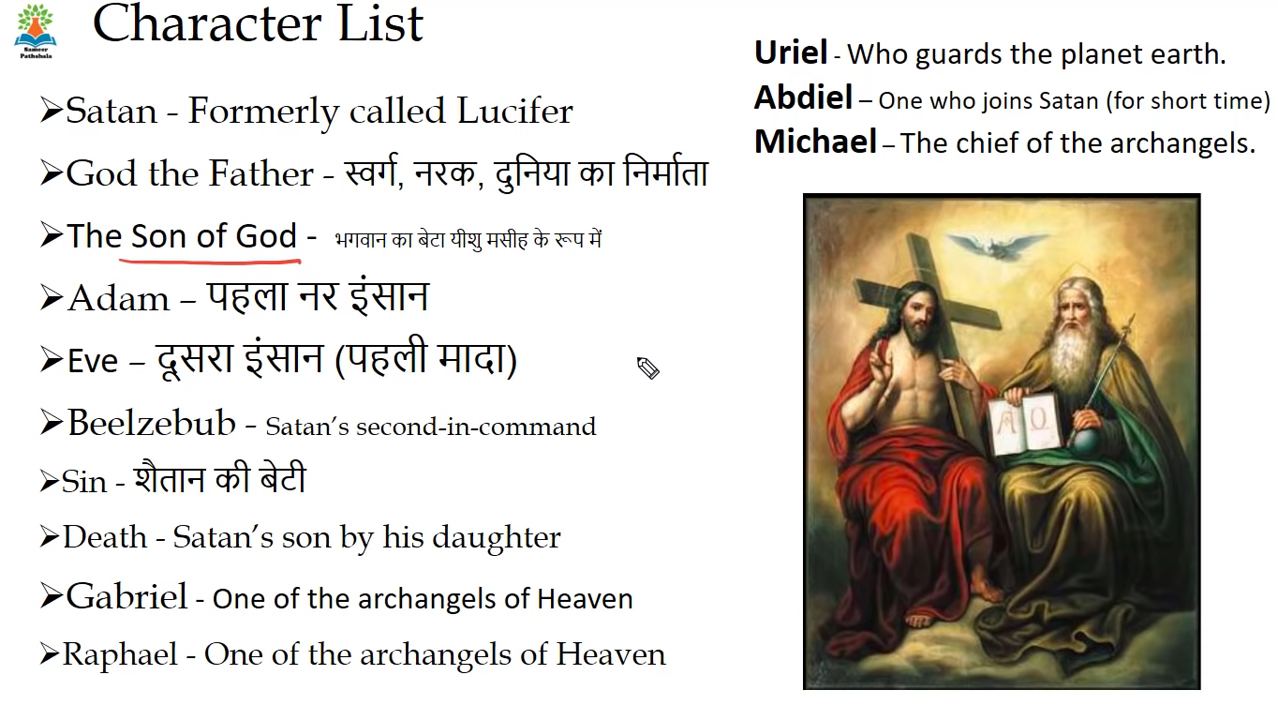 Sameer
Pathshala
Character List
➢Satan - Formerly called Lucifer
➢God the Father - स्वर्ग, नरक, दुनिया का निर्माता
➢The Son of God - भगवान का बेटा यीशु मसीह के रूप में
➢Adam – पहला नर इंसान
➢Eve – दूसरा इंसान (पहली मादा)
➢Beelzebub - Satan’s second-in-command
➢Sin - शैतान की बेटी
➢Death - Satan’s son by his daughter
➢Gabriel - One of the archangels of Heaven
➢Raphael - One of the archangels of Heaven
Uriel - Who guards the planet earth.
Abdiel – One who joins Satan (for short time)
Michael – The chief of the archangels.
A Ω